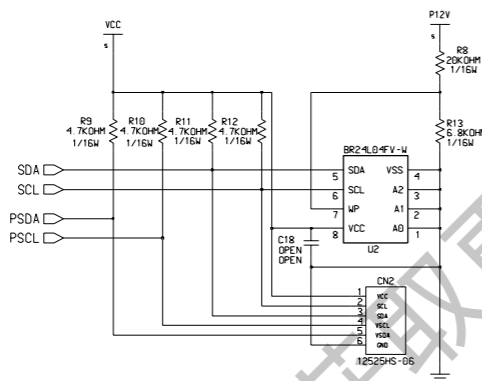 VCC
S
P12V
S
R8
20KOHM
1/16W
R9
4.7KOHM
1/16W
R10
4.7KOHM
1/16W
R11
4.7KOHM
1/16W
R12
4.7KOHM
1/16W
R13
6.8KOHM
1/16W
BR24L04FV-W
SDA
SCL
PSDA
PSCL
5 SDA VSS 4
6 SCL A2 3
7 WP A1 2
8 VCC A0 1
U2
C18
OPEN
OPEN
CN2
1 VCC
2 SCL
3 SDA
4 VSCL
5 VSDA
6 GND
12525HS-06
取